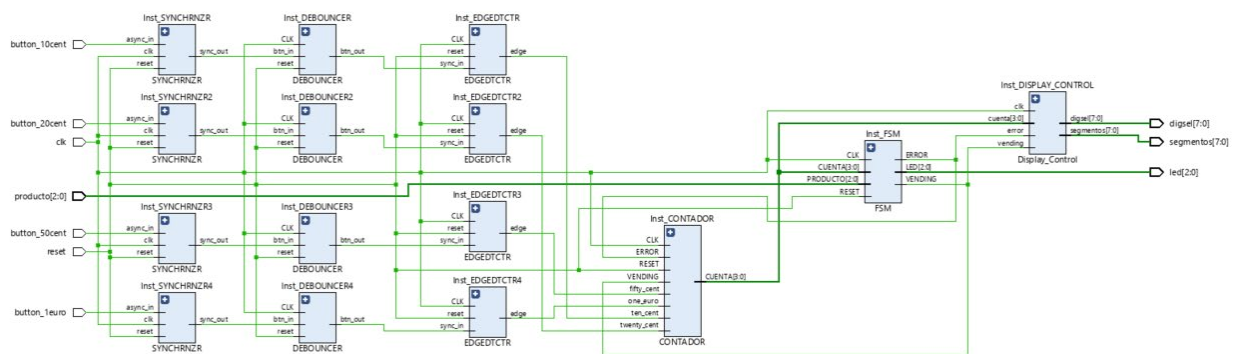 Inst_SYNCHRNZR
Inst_DEBOUNCER
Inst_EDGEDTCTR
button_10cent
async_in
clk
reset
sync_out
SYNCHRNZR
CLK
btn_in
reset
btn_out
DEBOUNCER
CLK
reset
sync_in
edge
EDGEDTCTR
Inst_SYNCHRNZR2
Inst_DEBOUNCER2
Inst_EDGEDTCTR2
button_20cent
clk
async_in
clk
reset
sync_out
SYNCHRNZR
CLK
btn_in
reset
btn_out
DEBOUNCER
CLK
reset
sync_in
edge
EDGEDTCTR
producto[2:0]
Inst_SYNCHRNZR3
Inst_DEBOUNCER3
Inst_EDGEDTCTR3
button_50cent
reset
async_in
clk
reset
sync_out
SYNCHRNZR
CLK
btn_in
reset
btn_out
DEBOUNCER
CLK
reset
sync_in
edge
EDGEDTCTR
Inst_SYNCHRNZR4
Inst_DEBOUNCER4
Inst_EDGEDTCTR4
button_1euro
async_in
clk
reset
sync_out
SYNCHRNZR
CLK
btn_in
reset
btn_out
DEBOUNCER
CLK
reset
sync_in
edge
EDGEDTCTR
Inst_CONTADOR
CLK
ERROR
RESET
VENDING
fifty_cent
one_euro
ten_cent
twenty_cent
CUENTA[3:0]
CONTADOR
Inst_FSM
CLK
CUENTA[3:0]
PRODUCTO[2:0]
RESET
ERROR
LED[2:0]
VENDING
FSM
Inst_DISPLAY_CONTROL
clk
cuenta[3:0]
error
vending
digsel[7:0]
segmentos[7:0]
Display_Control
digsel[7:0]
segmentos[7:0]
led[2:0]